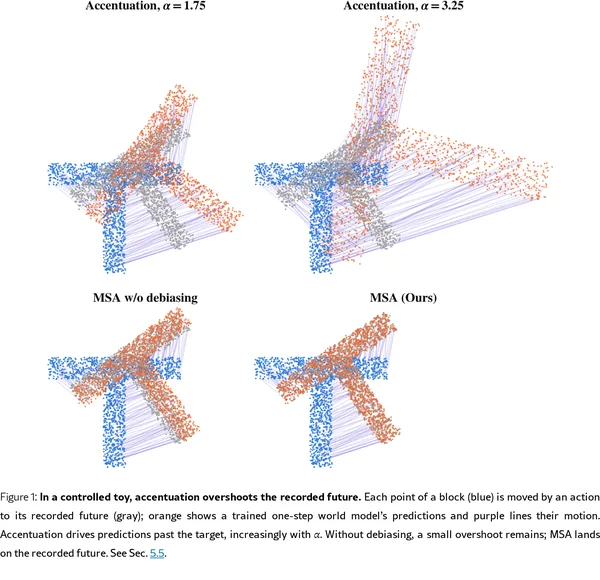 Accentuation, α = 1.75
Accentuation, α = 3.25
MSA w/o debiasing
MSA (Ours)
Figure 1: In a controlled toy, accentuation overshoots the recorded future. Each point of a block (blue) is moved by an action
to its recorded future (gray); orange shows a trained one-step world model’s predictions and purple lines their motion.
Accentuation drives predictions past the target, increasingly with α. Without debiasing, a small overshoot remains; MSA lands
on the recorded future. See Sec. 5.5.